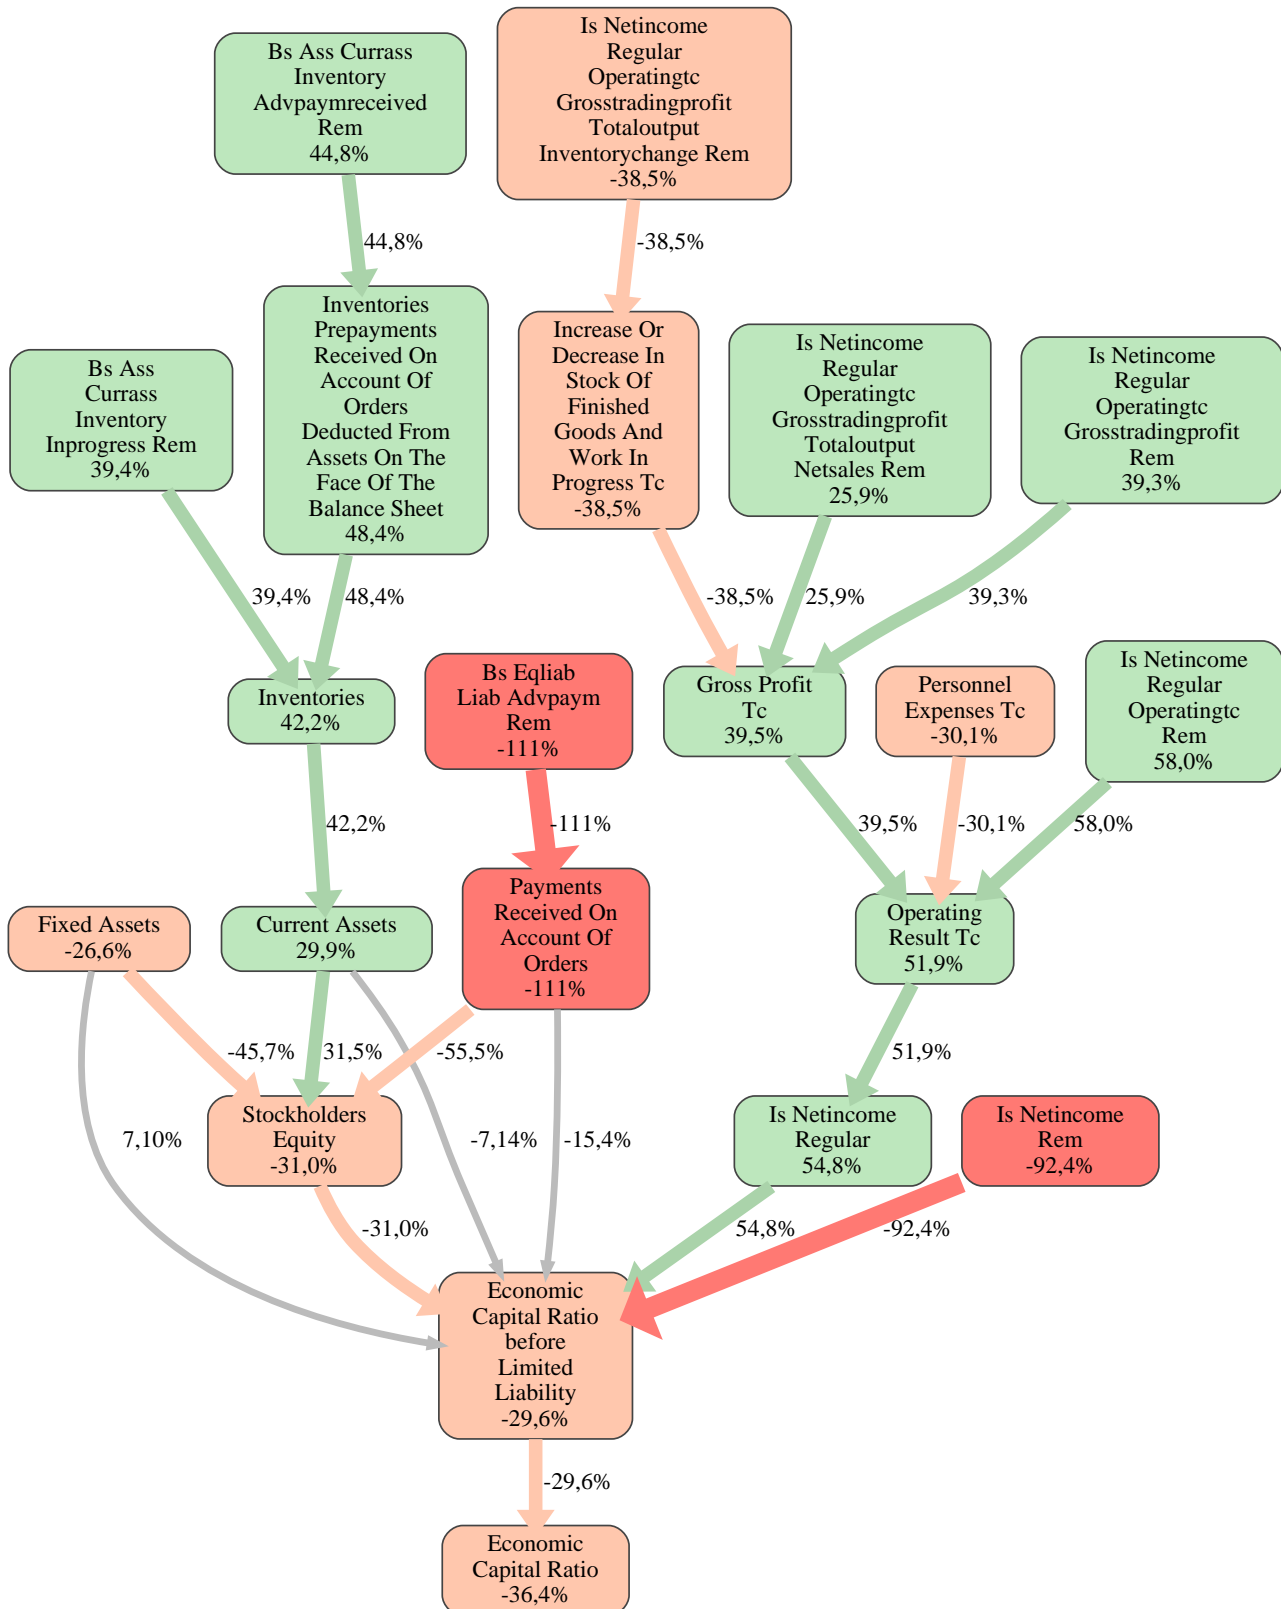 Bs Ass Currass
Inventory
Advpaymreceived
Rem
44,8%
Is Netincome
Regular
Operatingtc
Grosstradingprofit
Totaloutput
Inventorychange Rem
-38,5%
44,8%
-38,5%
Bs Ass
Currass
Inventory
Inprogress Rem
39,4%
Inventories
Prepayments
Received On
Account Of
Orders
Deducted From
Assets On The
Face Of The
Balance Sheet
48,4%
Increase Or
Decrease In
Stock Of
Finished
Goods And
Work In
Progress Tc
-38,5%
Is Netincome
Regular
Operatingtc
Grosstradingprofit
Totaloutput
Netsales Rem
25,9%
Is Netincome
Regular
Operatingtc
Grosstradingprofit
Rem
39,3%
39,4%
48,4%
-38,5%
25,9%
39,3%
Inventories
42,2%
Bs Eqliab
Liab Advpaym
Rem
-111%
Gross Profit
Tc
39,5%
Personnel
Expenses Tc
-30,1%
Is Netincome
Regular
Operatingtc
Rem
58,0%
42,2%
-111%
39,5%
-30,1%
58,0%
Fixed Assets
-26,6%
Current Assets
29,9%
Payments
Received On
Account Of
Orders
-111%
Operating
Result Tc
51,9%
-45,7%
31,5%
-55,5%
51,9%
7,10%
Stockholders
Equity
-31,0%
-7,14%
-15,4%
Is Netincome
Regular
54,8%
Is Netincome
Rem
-92,4%
-31,0%
54,8%
-92,4%
Economic
Capital Ratio
before
Limited
Liability
-29,6%
-29,6%
Economic
Capital Ratio
-36,4%